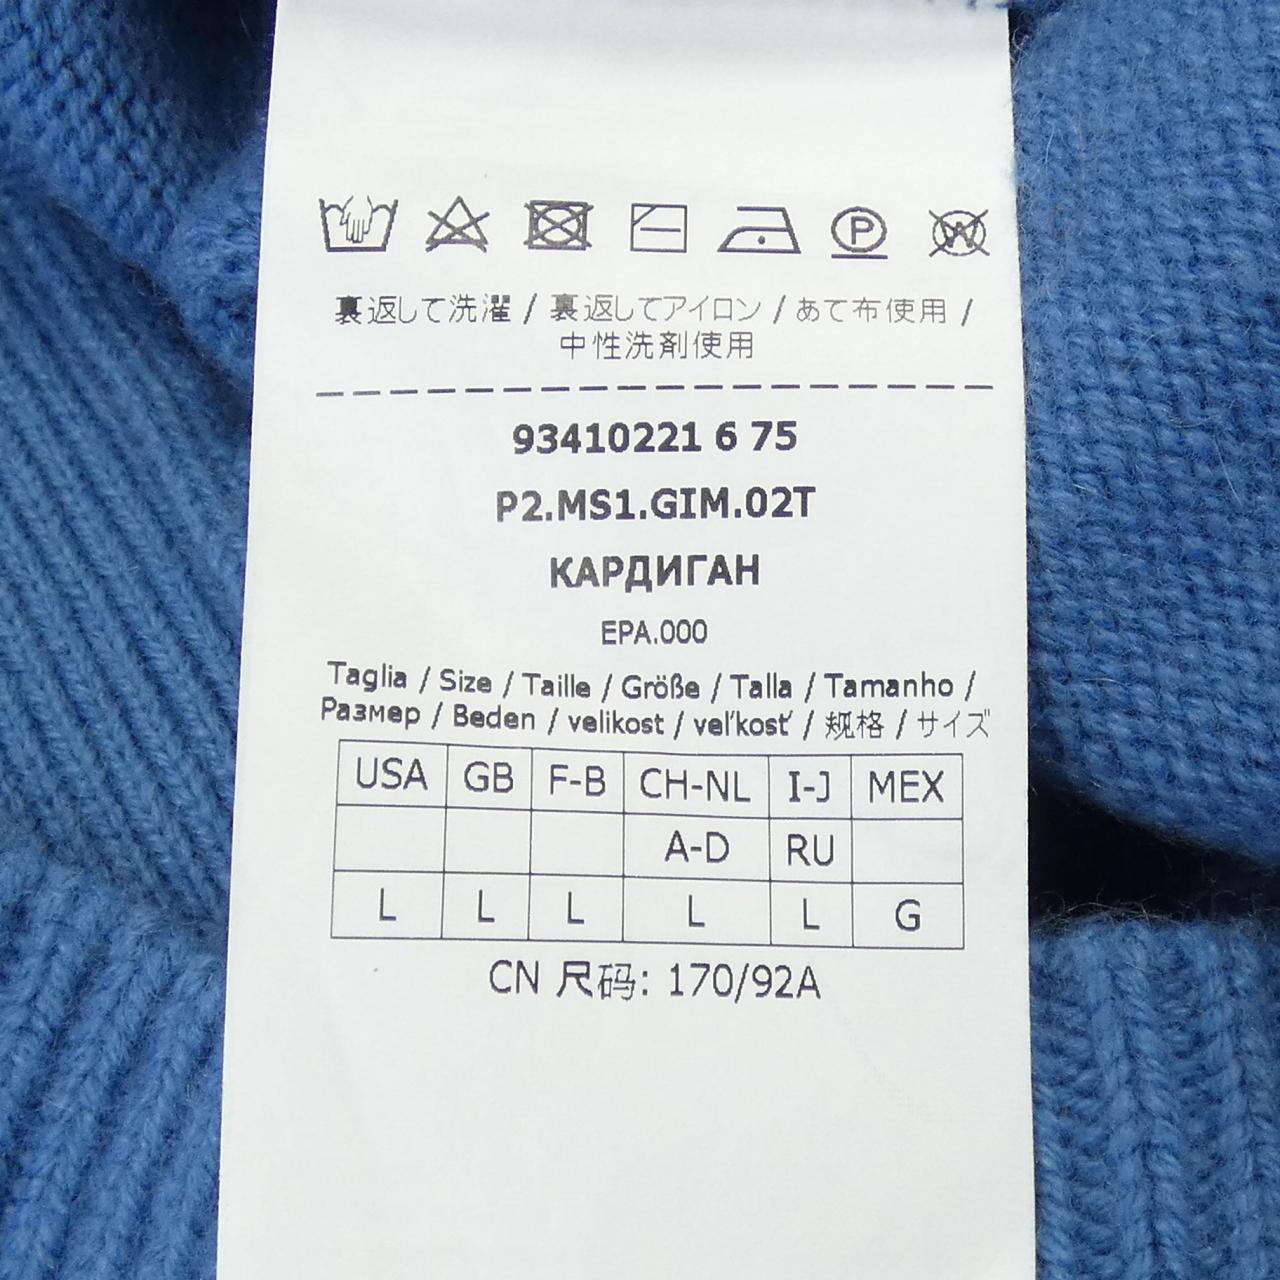 P W
裏返して洗濯 / 裏返してアイロン / あて布使用 /
中性洗剤使用
93410221 6 75
P2.MS1.GIM.02T
КАРДИГАН
EPA.000
Taglia / Size / Taille / Größe / Talla / Tamanho /
Размер / Beden / velikost / veľkosť / 规格 / サイズ
USA GB F-B CH-NL I-J MEX
A-D RU
L L L L L G
CN 尺码: 170/92A